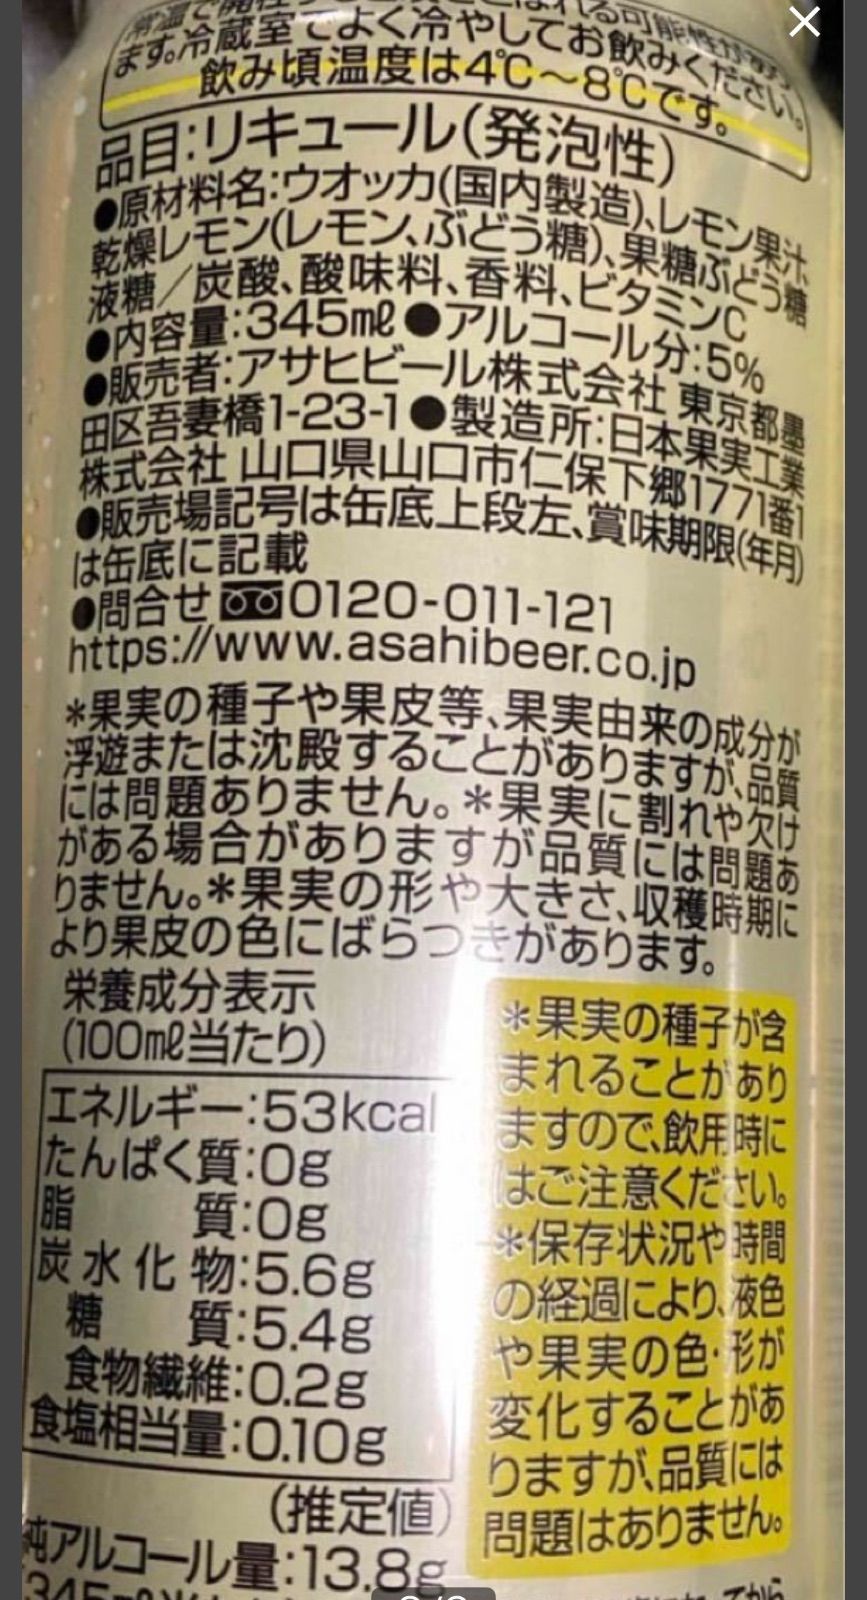 ます。冷蔵室でよく冷やしてお飲みください。
飲み頃温度は4℃～8℃です。
品目:リキュール(発泡性)
●原材料名:ウオッカ(国内製造)、レモン果汁、
乾燥レモン(レモン、ぶどう糖)、果糖ぶどう糖
液糖/炭酸、酸味料、香料、ビタミンC
●内容量:345mℓ●アルコール分:5%
●販売者:アサヒビール株式会社 東京都墨
田区吾妻橋1-23-1●製造所:日本果実工業
株式会社 山口県山口市仁保下郷1771番1
●販売場記号は缶底上段左、賞味期限(年月)
は缶底に記載
●問合せ 0120-011-121
https://www.asahibeer.co.jp
*果実の種子や果皮等、果実由来の成分が
浮遊または沈殿することがありますが、品質
には問題ありません。*果実に割れや欠け
がある場合がありますが品質には問題あ
りません。*果実の形や大きさ、収穫時期に
より果皮の色にばらつきがあります。
栄養成分表示
(100mℓ当たり)
エネルギー:53kcal
たんぱく質:0g
脂質:0g
炭水化物:5.6g
糖質:5.4g
食物繊維:0.2g
食塩相当量:0.10g
(推定値)
純アルコール量:13.8g
*果実の種子が含
まれることがあり
ますので、飲用時に
はご注意ください。
*保存状況や時間
の経過により、液色
や果実の色・形が
変化することがあ
りますが、品質には
問題はありません。